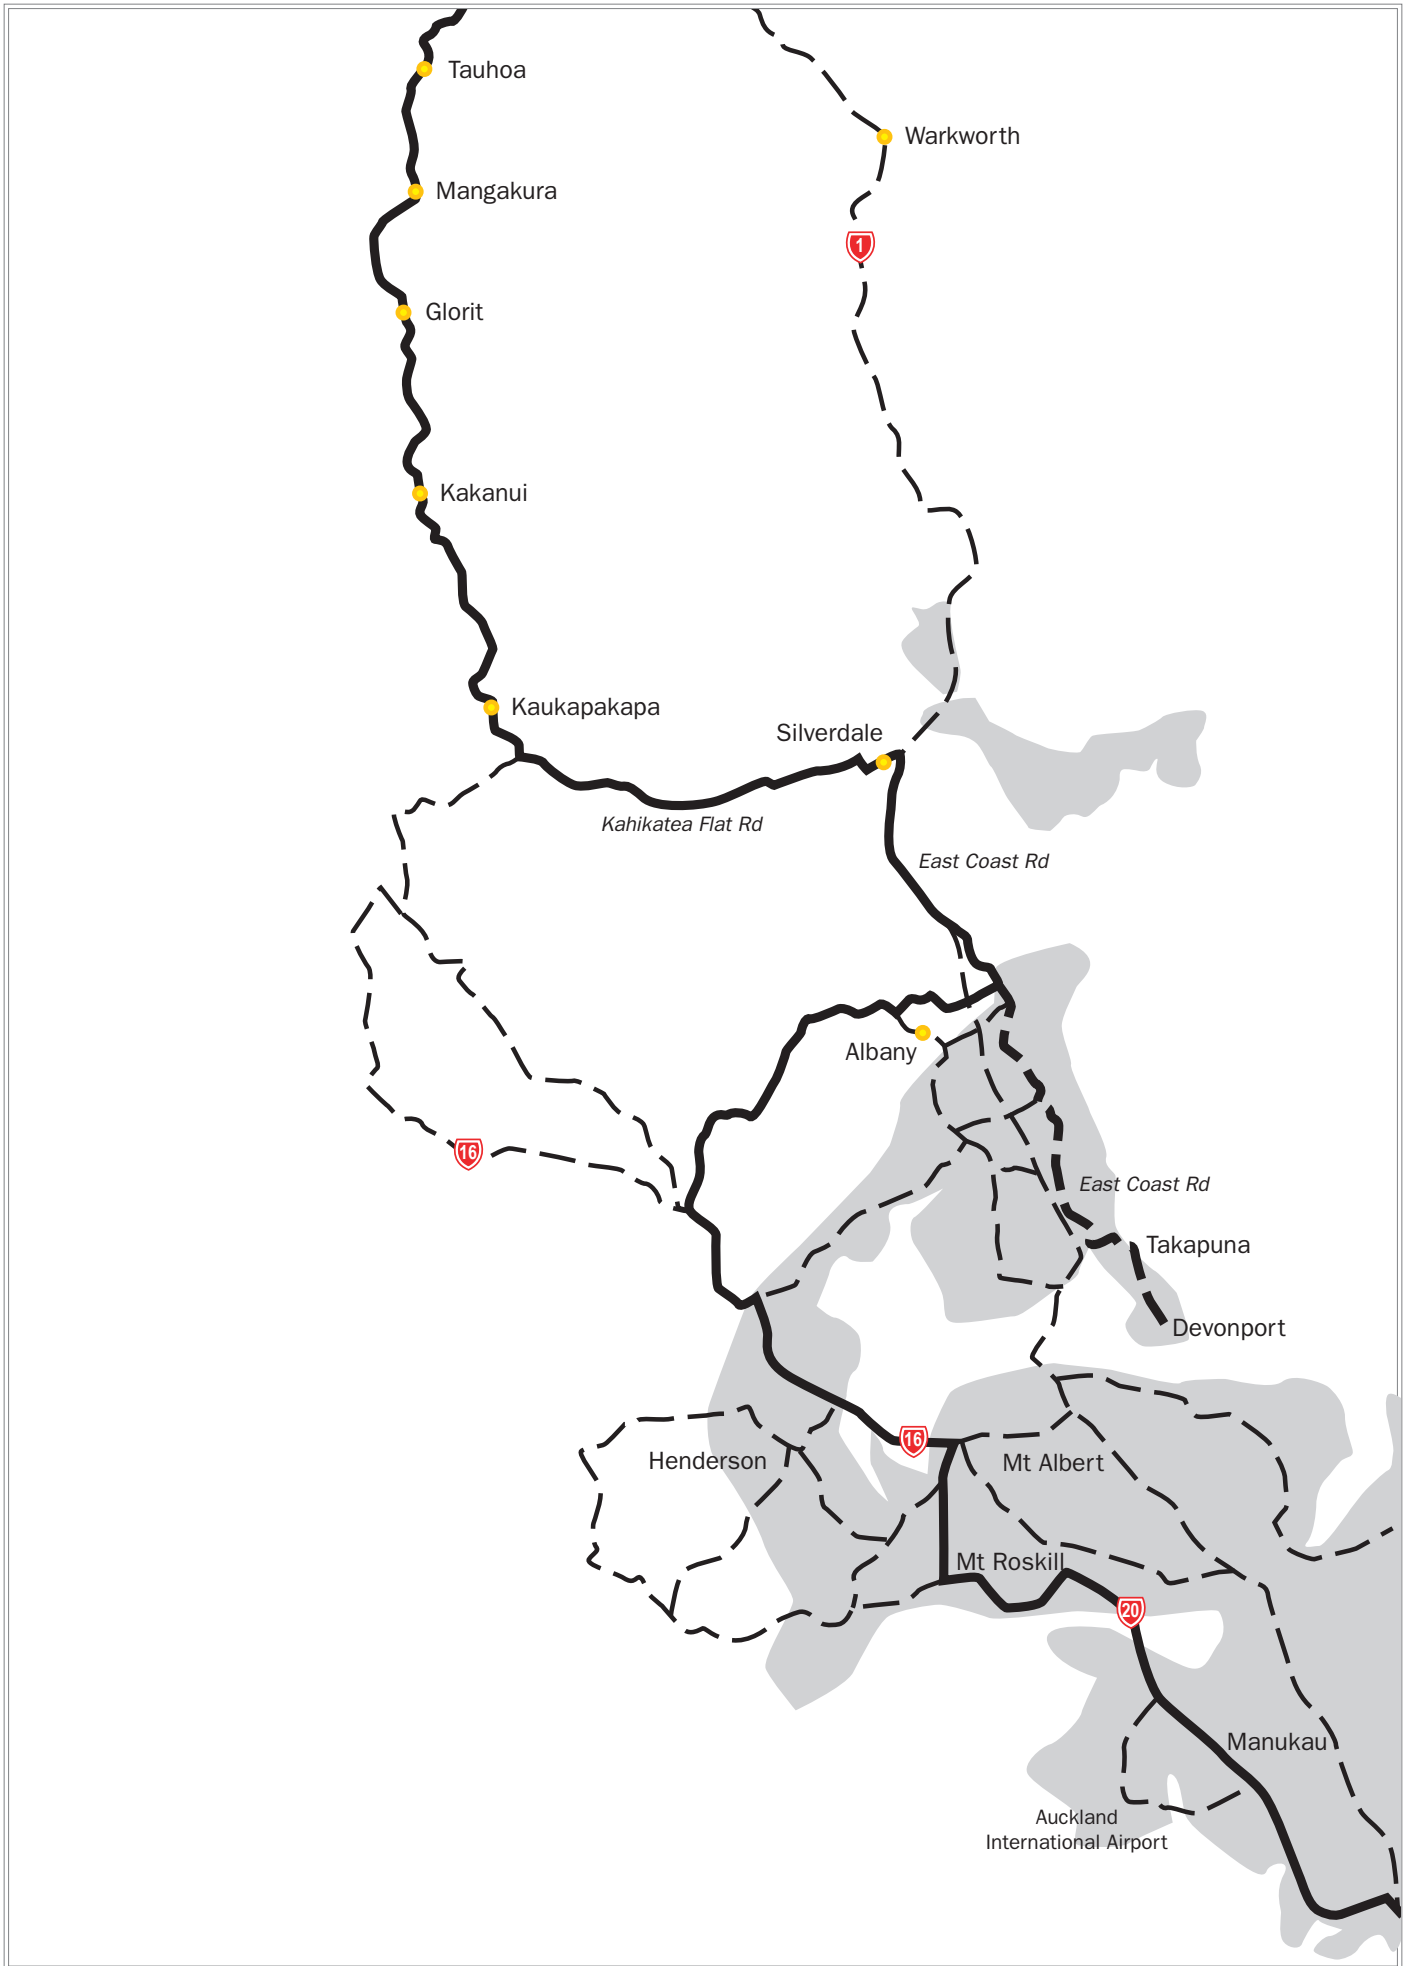 Tauhoa
Warkworth
Mangakura
1
Glorit
Kakanui
Kaukapakapa
Silverdale
Kahikatea Flat Rd
East Coast Rd
Albany
16
East Coast Rd
Takapuna
Devonport
16
Henderson
Mt Albert
Mt Roskill
20
Manukau
Auckland
International Airport